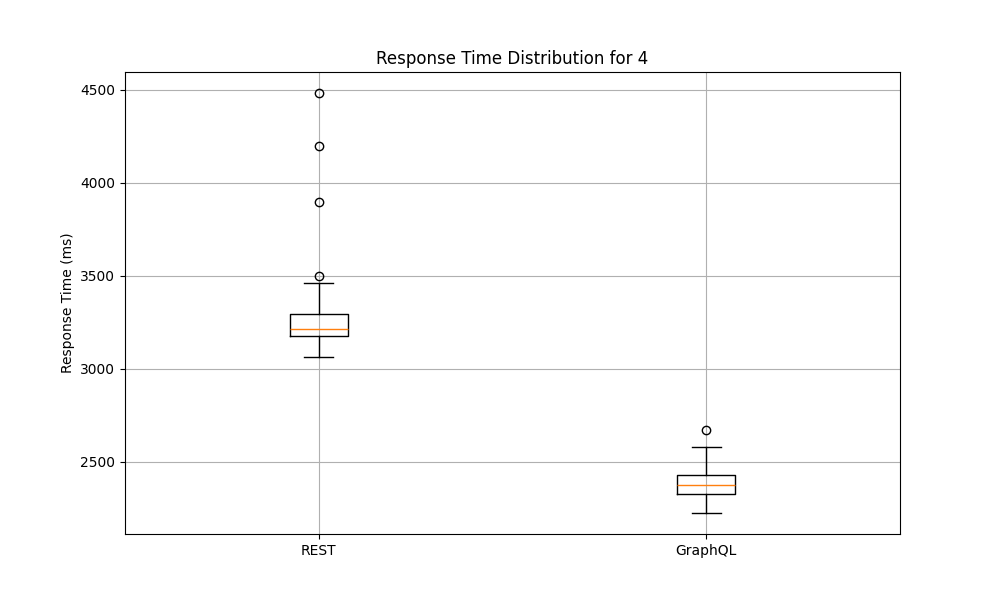 Response Time Distribution for 4
4500
4000
3500
3000
2500
Response Time (ms)
REST
GraphQL